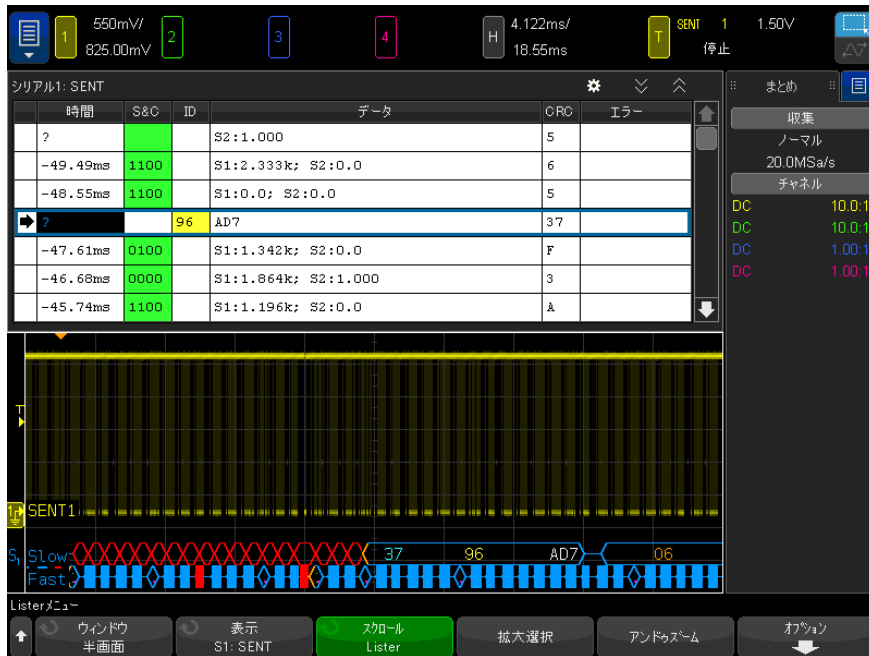 1 550mV/ 2 3 4 H 4.122ms/ T SENT 1 1.50V
825.00mV 18.55ms 停止
シリアル1: SENT
時間 S&C ID データ CRC エラー
? S2:1.000 5
-49.49ms 1100 S1:2.333k; S2:0.0 6
-48.55ms 1100 S1:0.0; S2:0.0 5
? 96 AD7 37
-47.61ms 0100 S1:1.342k; S2:0.0 F
-46.68ms 0000 S1:1.864k; S2:1.000 3
-45.74ms 1100 S1:1.196k; S2:0.0 A
まとめ
収集
ノーマル
20.0MSa/s
チャネル
DC 10.0:1
DC 10.0:1
DC 1.00:1
DC 1.00:1
T
1 SENT1
S1 Slow 37 96 AD7 06
Fast
Listerメニュー
ウィンドウ 表示 スクロール 拡大選択 アンドゥズーム オプション
半画面 S1: SENT Lister